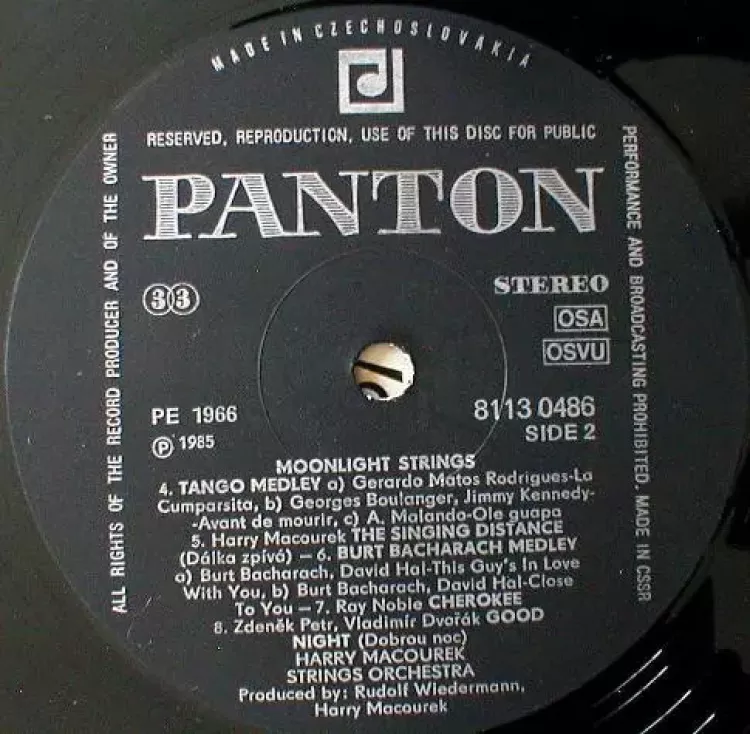 MADE IN CZECHOSLOVAKIA
RESERVED, REPRODUCTION, USE OF THIS DISC FOR PUBLIC
ALL RIGHTS OF THE RECORD PRODUCER AND OF THE OWNER
PERFORMANCE AND BROADCASTING PROHIBITED. MADE IN CSSR
PANTON
33
STEREO
OSA
OSVU
PE 1966
8113 0486
Ⓟ 1985
SIDE 2
MOONLIGHT STRINGS
4. TANGO MEDLEY a) Gerardo Matos Rodrigues-La
Cumparsita, b) Georges Boulanger, Jimmy Kennedy-
-Avant de mourir, c) A. Malando-Ole guapa
5. Harry Macourek THE SINGING DISTANCE
(Dálka zpívá) – 6. BURT BACHARACH MEDLEY
a) Burt Bacharach, David Hal-This Guy's In Love
With You, b) Burt Bacharach, David Hal-Close
To You – 7. Ray Noble CHEROKEE
8. Zdeněk Petr, Vladimír Dvořák GOOD
NIGHT (Dobrou noc)
HARRY MACOUREK
STRINGS ORCHESTRA
Produced by: Rudolf Wiedermann,
Harry Macourek